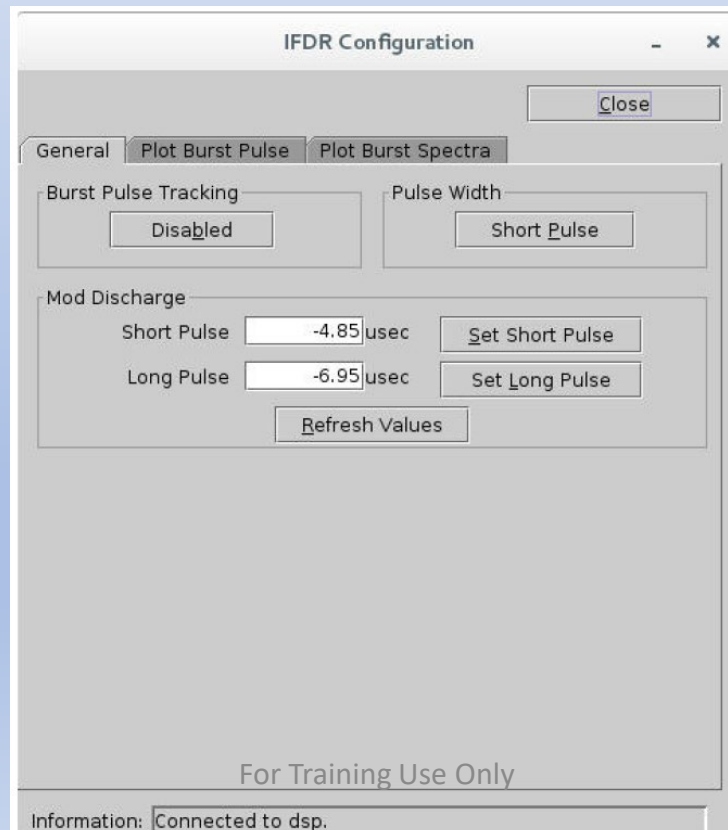 IFDR Configuration
Close
General Plot Burst Pulse Plot Burst Spectra
Burst Pulse Tracking Pulse Width
Disabled Short Pulse
Mod Discharge
Short Pulse -4.85 usec Set Short Pulse
Long Pulse -6.95 usec Set Long Pulse
Refresh Values
For Training Use Only
Information: Connected to dsp.